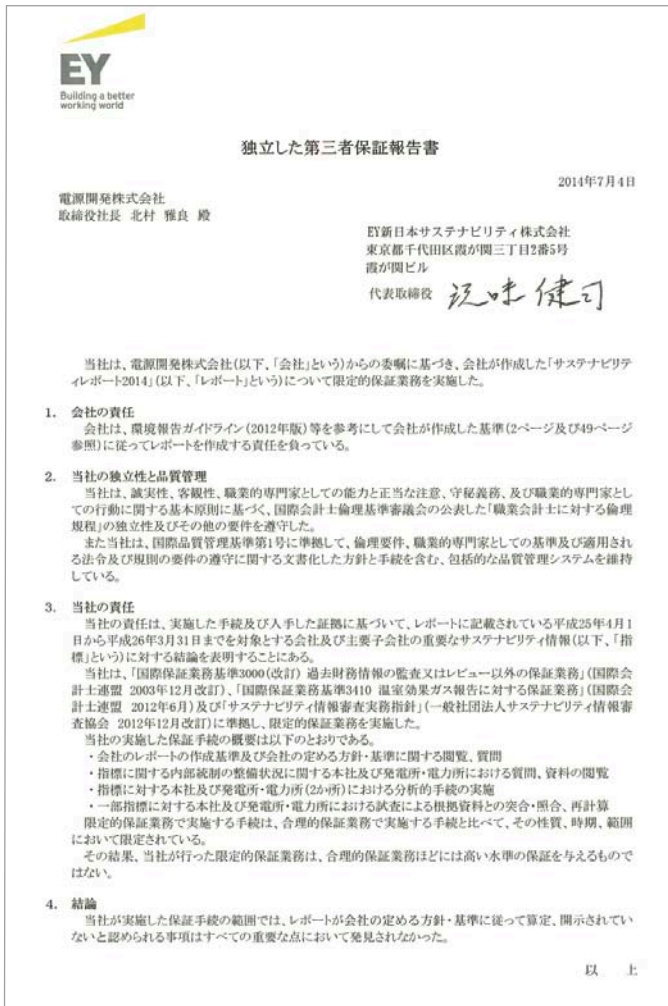 EY
Building a better
working world
独立した第三者保証報告書
2014年7月4日
電源開発株式会社
取締役社長 北村 雅良 殿
EY新日本サステナビリティ株式会社
東京都千代田区霞が関三丁目2番5号
霞が関ビル
代表取締役
当社は、電源開発株式会社(以下、「会社」という)からの委嘱に基づき、会社が作成した「サステナビリテ
ィレポート2014」(以下、「レポート」という)について限定的保証業務を実施した。
1. 会社の責任
会社は、環境報告ガイドライン(2012年版)等を参考にして会社が作成した基準(2ページ及び49ページ
参照)に従ってレポートを作成する責任を負っている。
2. 当社の独立性と品質管理
当社は、誠実性、客観性、職業的専門家としての能力と正当な注意、守秘義務、及び職業的専門家とし
ての行動に関する基本原則に基づく、国際会計士倫理基準審議会の公表した「職業会計士に対する倫理
規程」の独立性及びその他の要件を遵守した。
また当社は、国際品質管理基準第1号に準拠して、倫理要件、職業的専門家としての基準及び適用され
る法令及び規則の要件の遵守に関する文書化した方針と手続を含む、包括的な品質管理システムを維持
している。
3. 当社の責任
当社の責任は、実施した手続及び入手した証拠に基づいて、レポートに記載されている平成25年4月1
日から平成26年3月31日までを対象とする会社及び主要子会社の重要なサステナビリティ情報(以下、「指
標」という)に対する結論を表明することにある。
当社は、「国際保証業務基準3000(改訂) 過去財務情報の監査又はレビュー以外の保証業務」(国際会
計士連盟 2003年12月改訂)、「国際保証業務基準3410 温室効果ガス報告に対する保証業務」(国際会
計士連盟 2012年6月)及び「サステナビリティ情報審査実務指針」(一般社団法人サステナビリティ情報審
査協会 2012年12月改訂)に準拠し、限定的保証業務を実施した。
当社の実施した保証手続の概要は以下のとおりである。
・会社のレポートの作成基準及び会社の定める方針・基準に関する閲覧、質問
・指標に関する内部統制の整備状況に関する本社及び発電所・電力所における質問、資料の閲覧
・指標に対する本社及び発電所・電力所(2か所)における分析的手続の実施
・一部指標に対する本社及び発電所・電力所における試査による根拠資料との突合・照合、再計算
限定的保証業務で実施する手続は、合理的保証業務で実施する手続と比べて、その性質、時期、範囲
において限定されている。
その結果、当社が行った限定的保証業務は、合理的保証業務ほどには高い水準の保証を与えるもので
はない。
4. 結論
当社が実施した保証手続の範囲では、レポートが会社の定める方針・基準に従って算定、開示されてい
ないと認められる事項はすべての重要な点において発見されなかった。
以 上